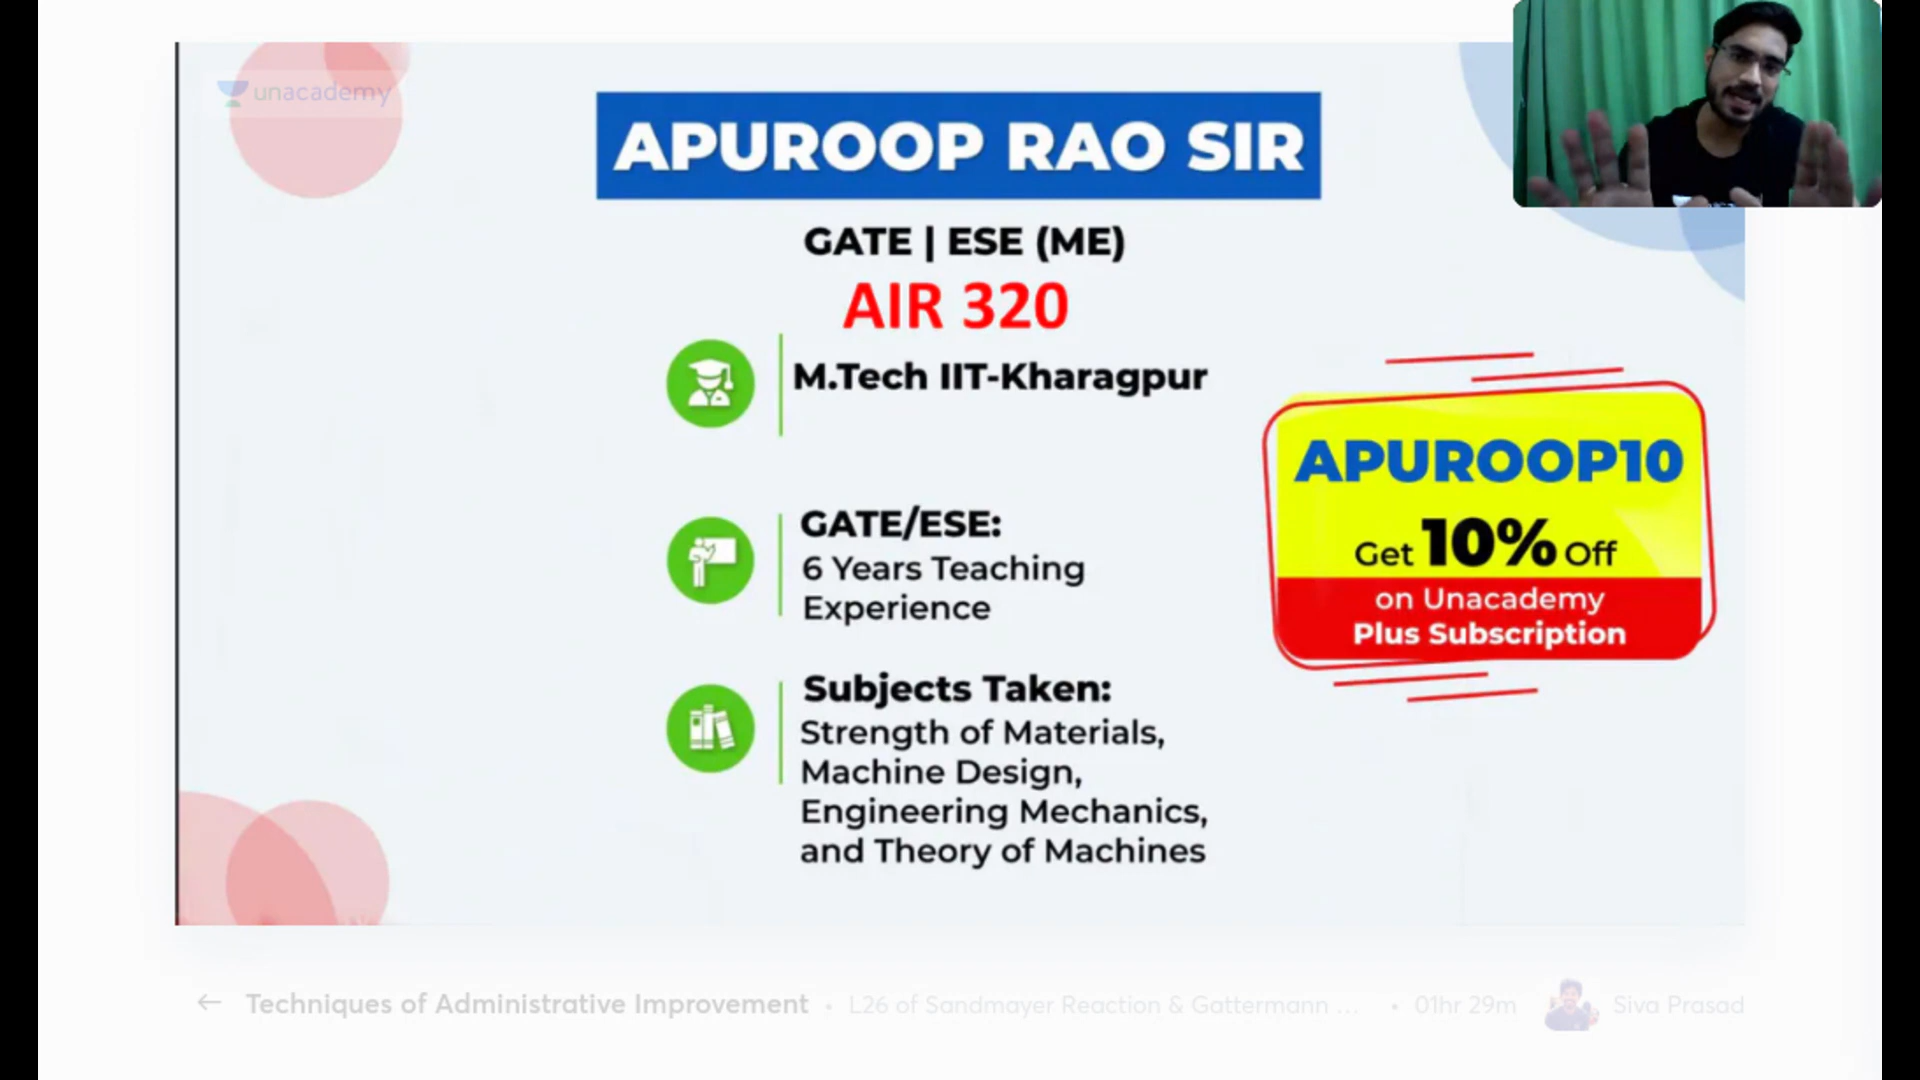 unacademy
APUROOP RAO SIR
GATE | ESE (ME)
AIR 320
M.Tech IIT-Kharagpur
GATE/ESE:
6 Years Teaching
Experience
Subjects Taken:
Strength of Materials,
Machine Design,
Engineering Mechanics,
and Theory of Machines
APUROOP10
Get 10% Off
on Unacademy
Plus Subscription
← Techniques of Administrative Improvement • L26 of Sandmayer Reaction & Gattermann ... • 01hr 29m Siva Prasad